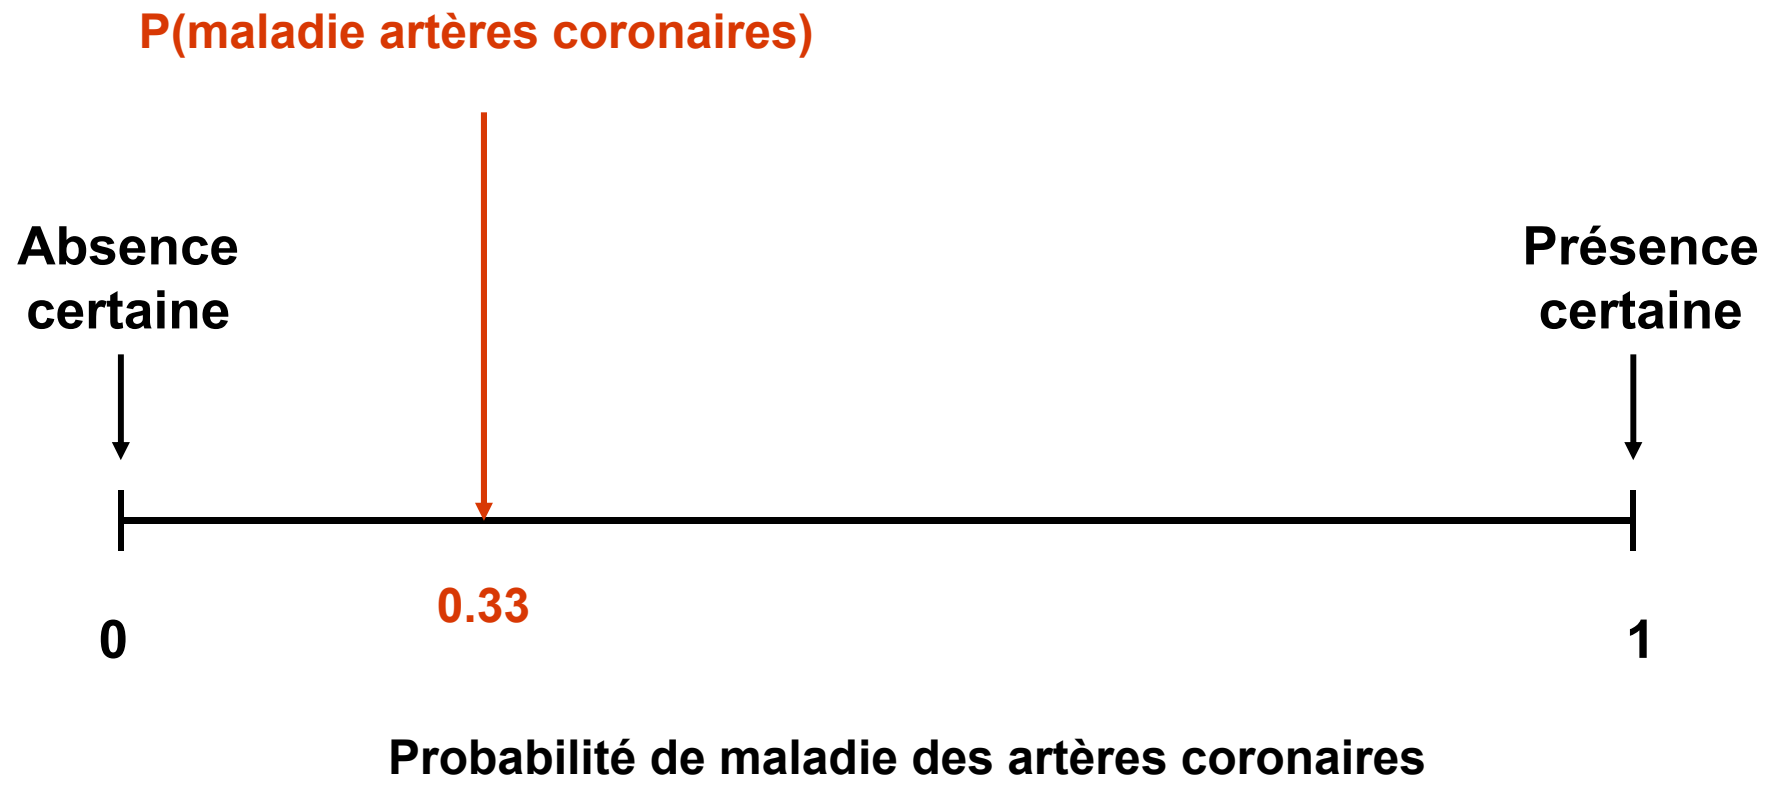 P(maladie artères coronaires)
Absence
certaine
Présence
certaine
0.33
0
1
Probabilité de maladie des artères coronaires